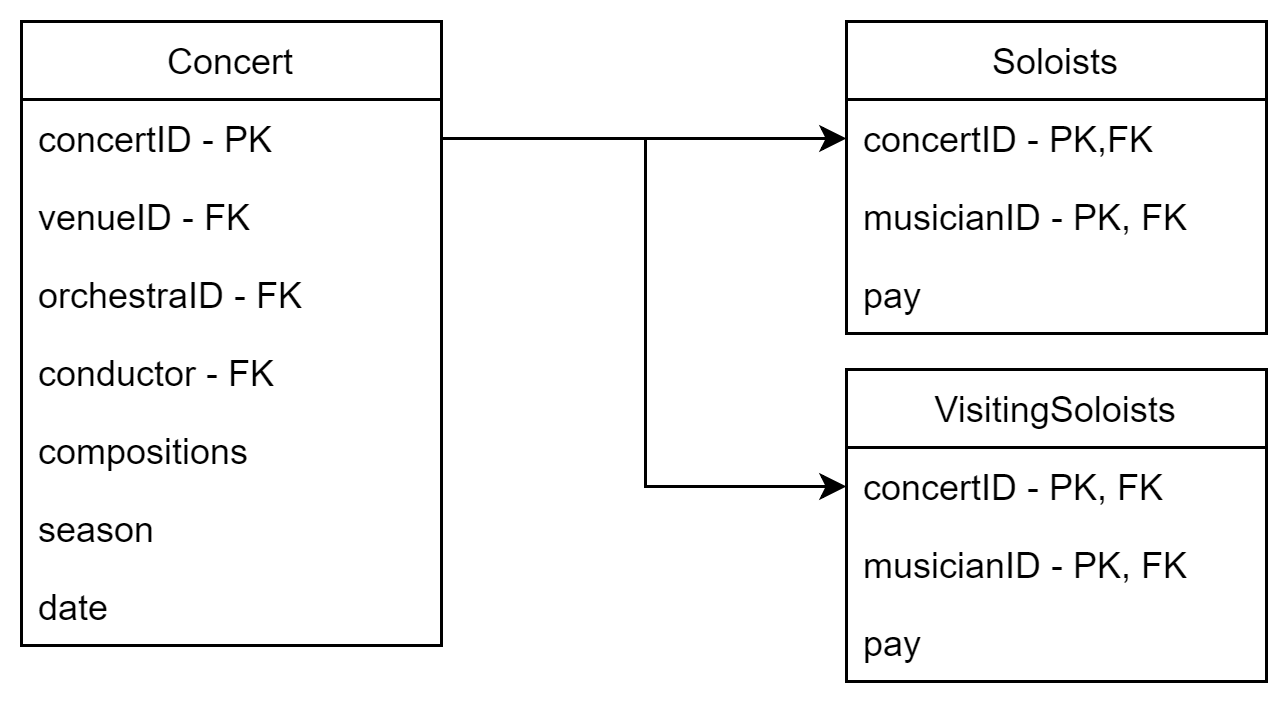 Concert
concertID - PK
venueID - FK
orchestraID - FK
conductor - FK
compositions
season
date
Soloists
concertID - PK,FK
musicianID - PK, FK
pay
VisitingSoloists
concertID - PK, FK
musicianID - PK, FK
pay